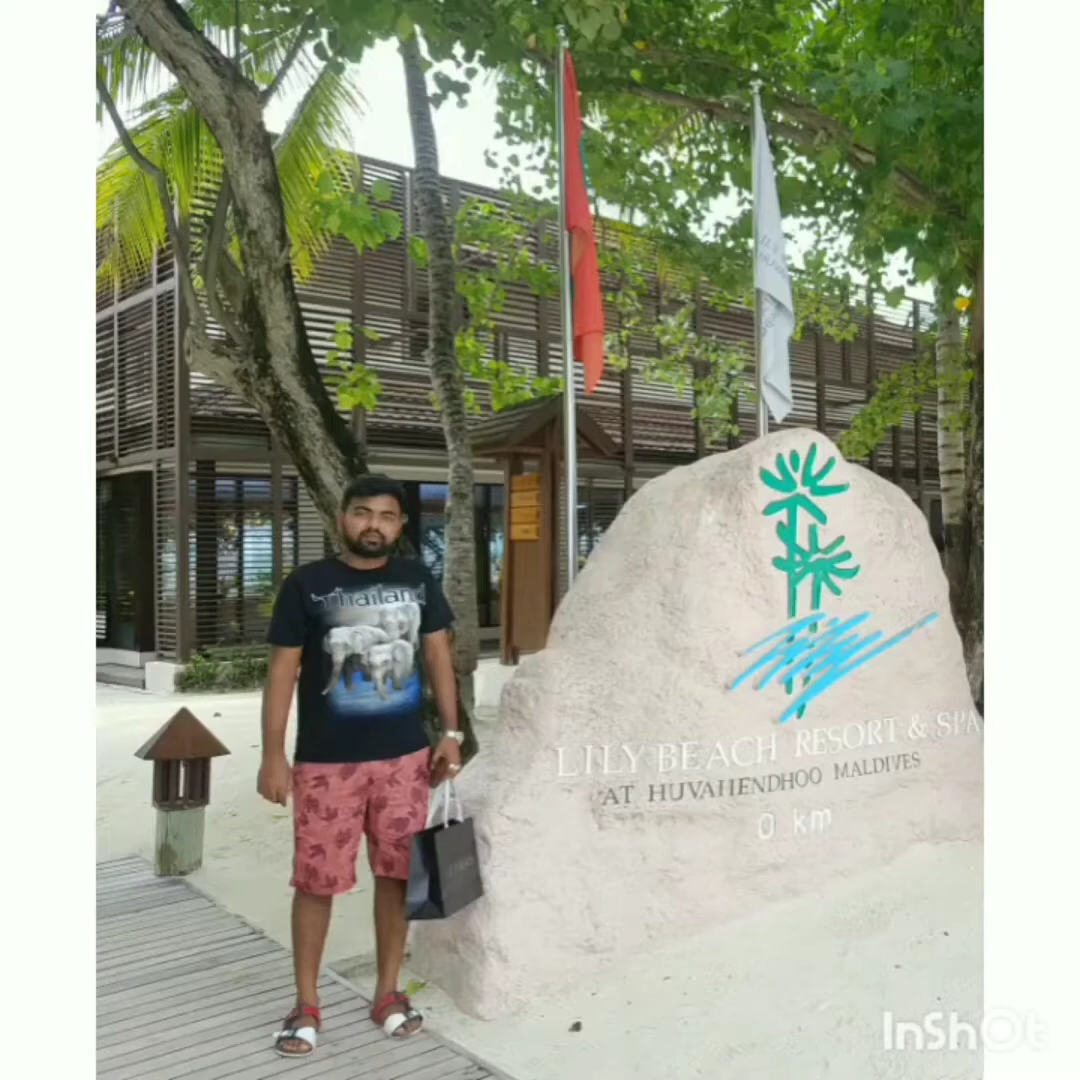 Thailand
LILY BEACH RESORT & SPA
AT HUVAHENDHOO MALDIVES
0 km
InShOt